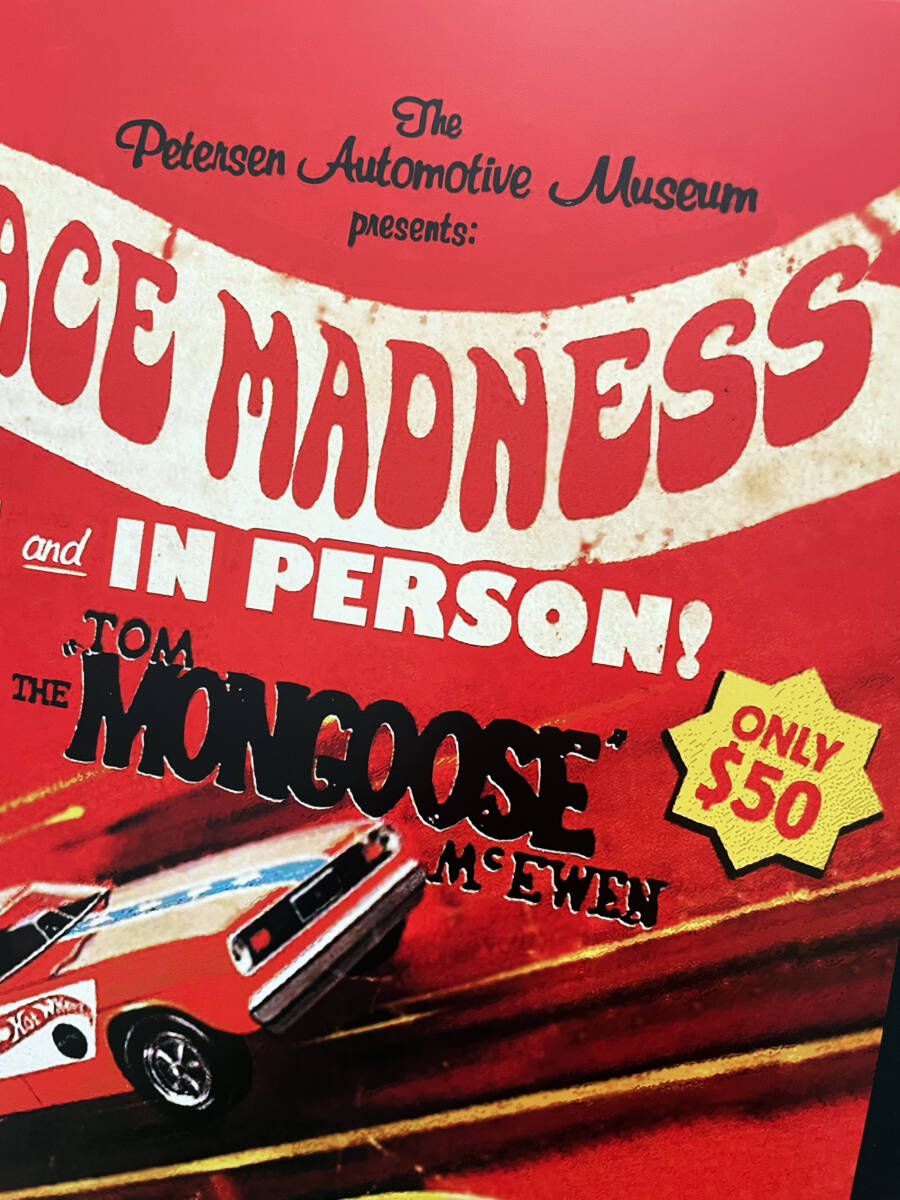 The
Petersen Automotive Museum
presents:
ACE MADNESS
and IN PERSON!
"TOM
THE MONGOOSE"
McEWEN
ONLY
$50
Hot Wheels